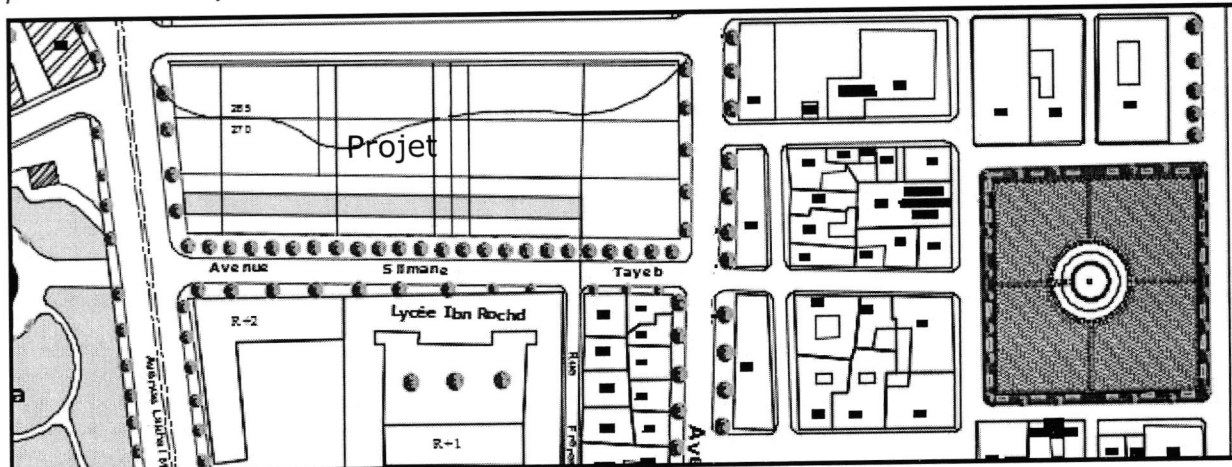 265
270
Projet
Avenue Slimane Tayeb
Lycée Ibn Rochd
R+2
Rue
R+1
Ave
a